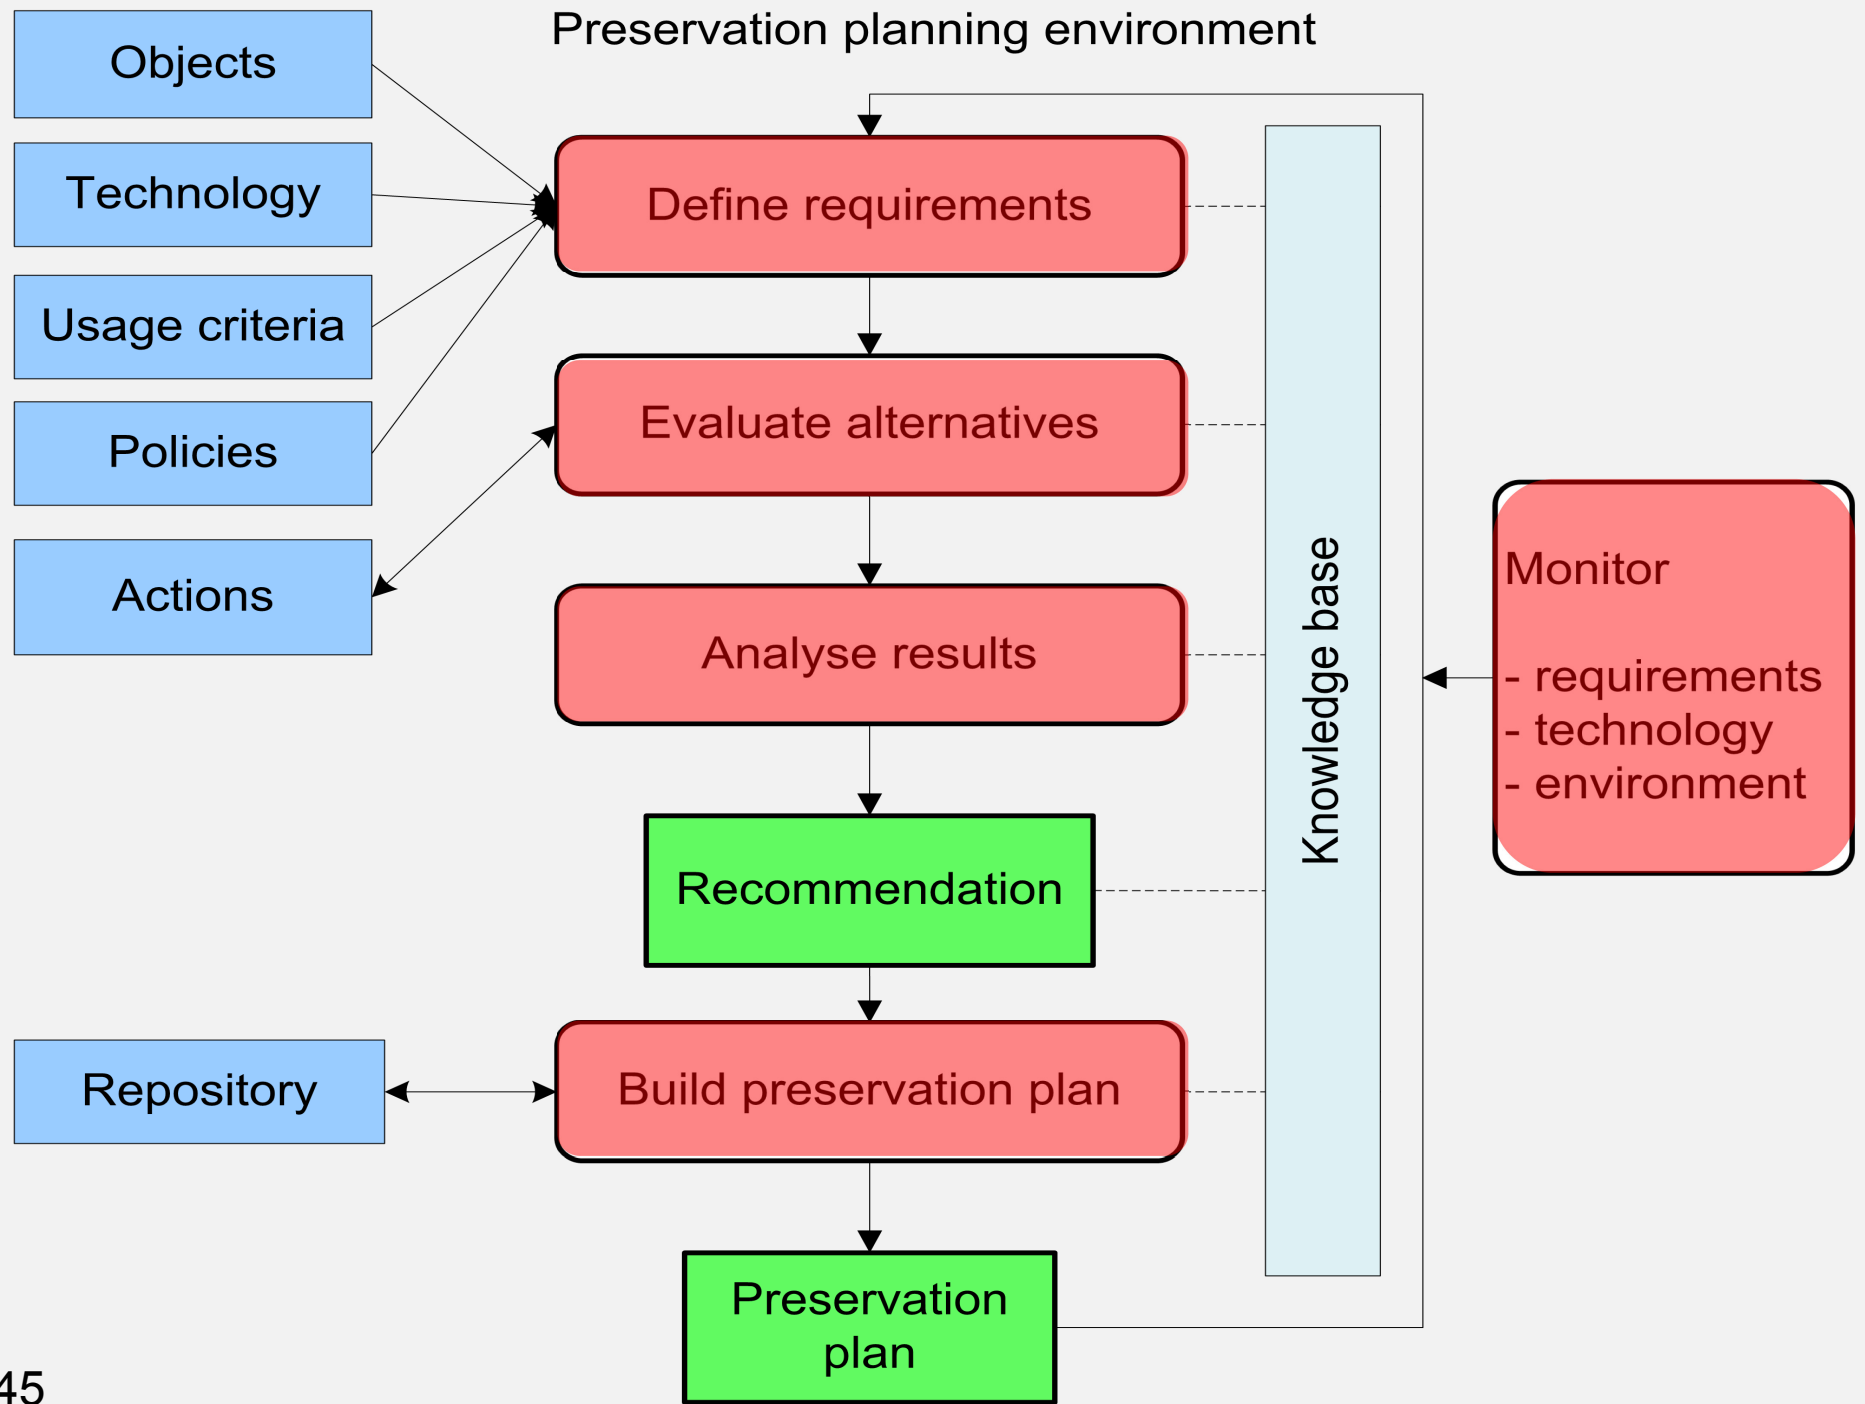 Preservation planning environment
Objects
Technology
Usage criteria
Policies
Actions
Repository
Define requirements
Evaluate alternatives
Analyse results
Recommendation
Build preservation plan
Preservation
plan
Knowledge base
Monitor
- requirements
- technology
- environment
45